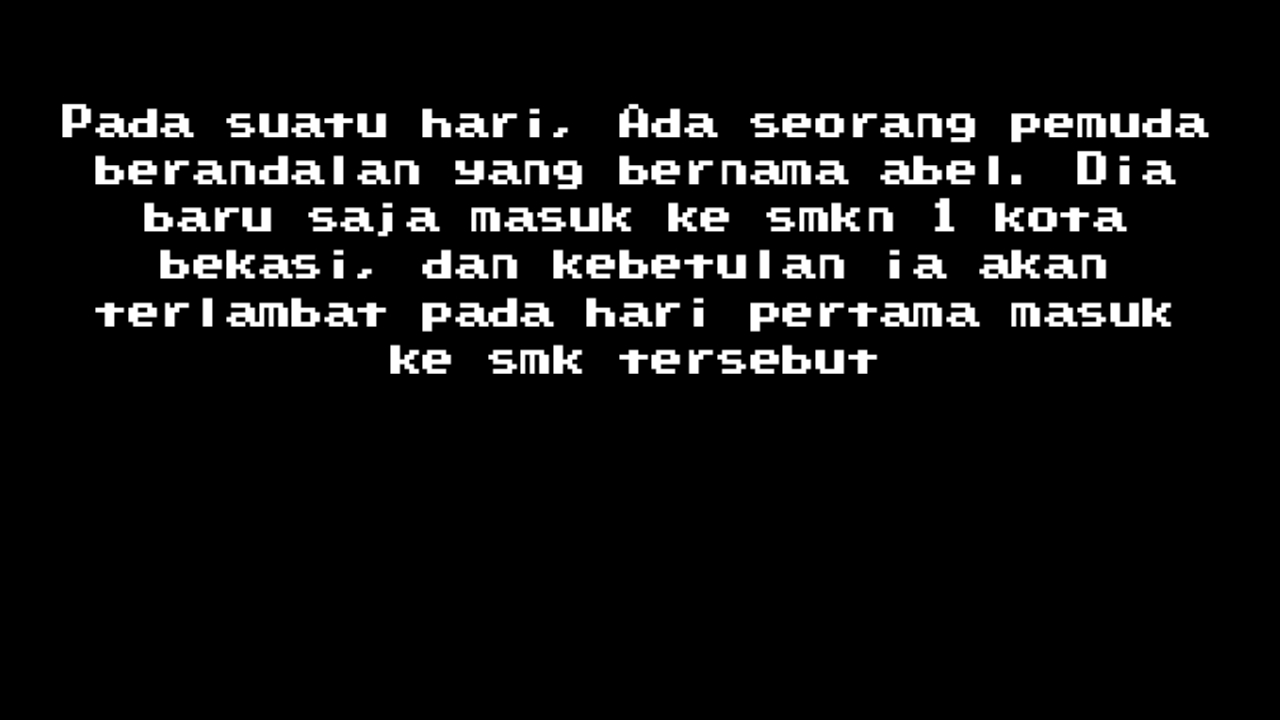 Pada suatu hari, Ada seorang pemuda
berandalan yang bernama abel. Dia
baru saja masuk ke smkn 1 kota
bekasi, dan kebetulan ia akan
terlambat pada hari pertama masuk
ke smk tersebut